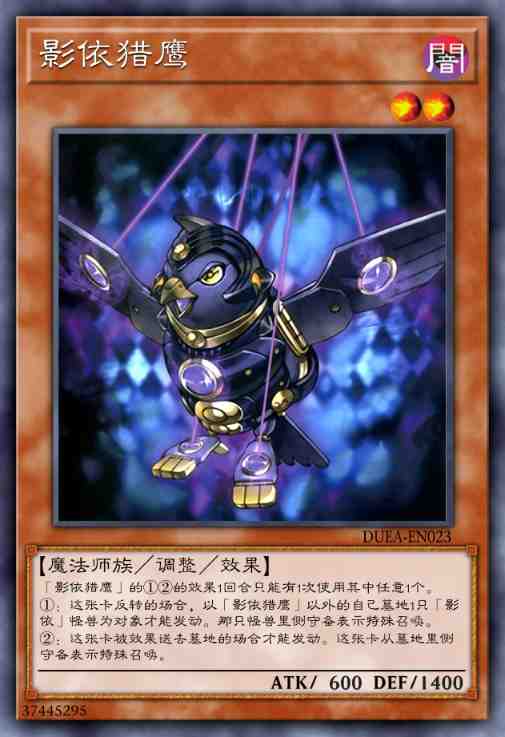 影依猎鹰
闇
DUEA-EN023
【魔法师族／调整／效果】
「影依猎鹰」的①②的效果1回合只能有1次使用其中任意1个。
①：这张卡反转的场合，以「影依猎鹰」以外的自己墓地1只「影
依」怪兽为对象才能发动。那只怪兽里侧守备表示特殊召唤。
②：这张卡被效果送去墓地的场合才能发动。这张卡从墓地里侧
守备表示特殊召唤。
ATK/ 600 DEF/1400
37445295